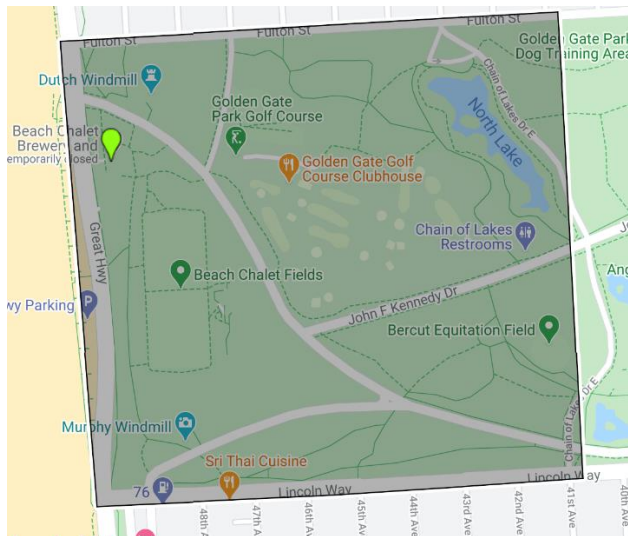 Fulton St
Fulton St
Golden Gate Park
Dog Training Area
Dutch Windmill
Chain of Lakes Dr E
Golden Gate
Park Golf Course
North Lake
Beach Chalet
Brewery and
temporarily closed
Golden Gate Golf
Course Clubhouse
Great Hwy
Chain of Lakes
Restrooms
Beach Chalet Fields
wy Parking
P
John F Kennedy Dr
Bercut Equitation Field
Murphy Windmill
Chain of Lakes Dr E
Sri Thai Cuisine
76
Lincoln Way
Lincoln Way
48th Ave
47th Ave
46th Ave
45th Ave
44th Ave
43rd Ave
42nd Ave
41st Ave
40th Ave